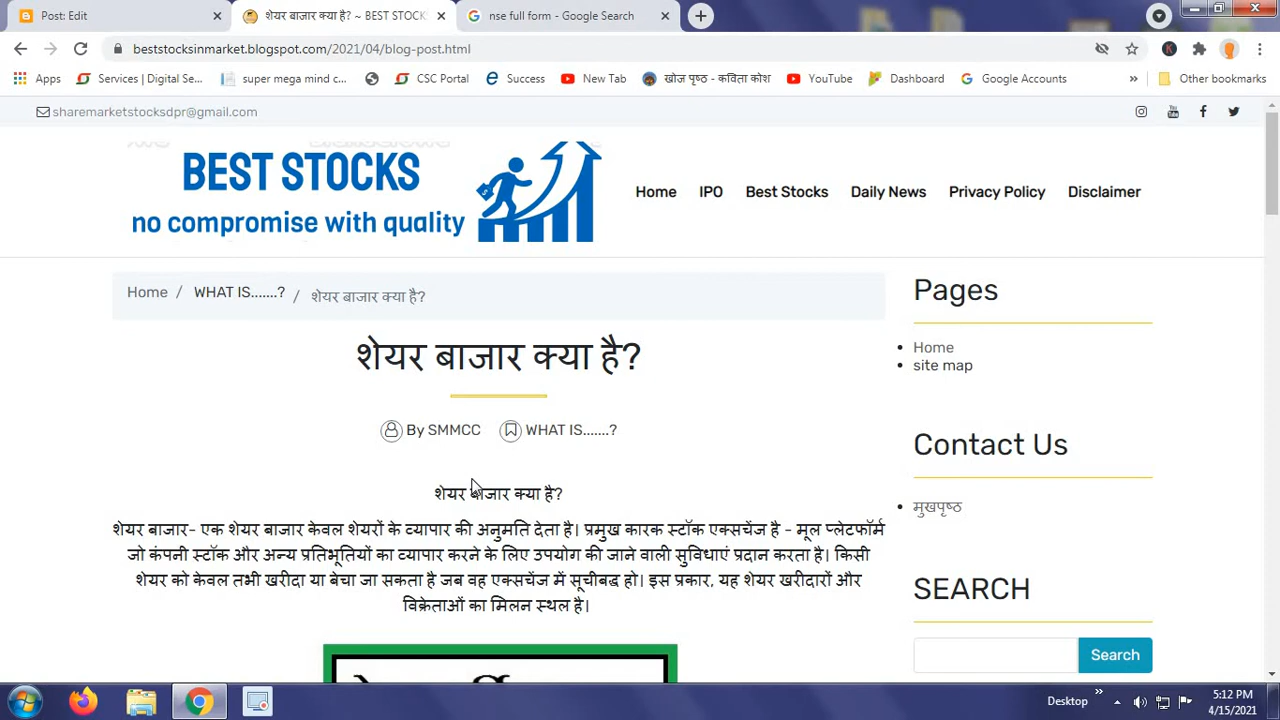 Post: Edit
शेयर बाजार क्या है? ~ BEST STOCKS
nse full form - Google Search
beststocksinmarket.blogspot.com/2021/04/blog-post.html
Apps
Services | Digital Se...
super mega mind c...
CSC Portal
Success
New Tab
खोज़ पृष्ठ - कविता कोश
YouTube
Dashboard
Google Accounts
»
Other bookmarks
sharemarketstocksdpr@gmail.com
BEST STOCKS
no compromise with quality
Home IPO Best Stocks Daily News Privacy Policy Disclaimer
Home / WHAT IS.......? / शेयर बाजार क्या है?
शेयर बाजार क्या है?
By SMMCC WHAT IS.......?
शेयर बाजार क्या है?
शेयर बाजार- एक शेयर बाजार केवल शेयरों के व्यापार की अनुमति देता है। प्रमुख कारक स्टॉक एक्सचेंज है - मूल प्लेटफॉर्म
जो कंपनी स्टॉक और अन्य प्रतिभूतियों का व्यापार करने के लिए उपयोग की जाने वाली सुविधाएं प्रदान करता है। किसी
शेयर को केवल तभी खरीदा या बेचा जा सकता है जब वह एक्सचेंज में सूचीबद्ध हो। इस प्रकार, यह शेयर खरीदारों और
विक्रेताओं का मिलन स्थल है।
Pages
Home
site map
Contact Us
मुखपृष्ठ
SEARCH
Search
Desktop
»
5:12 PM
4/15/2021